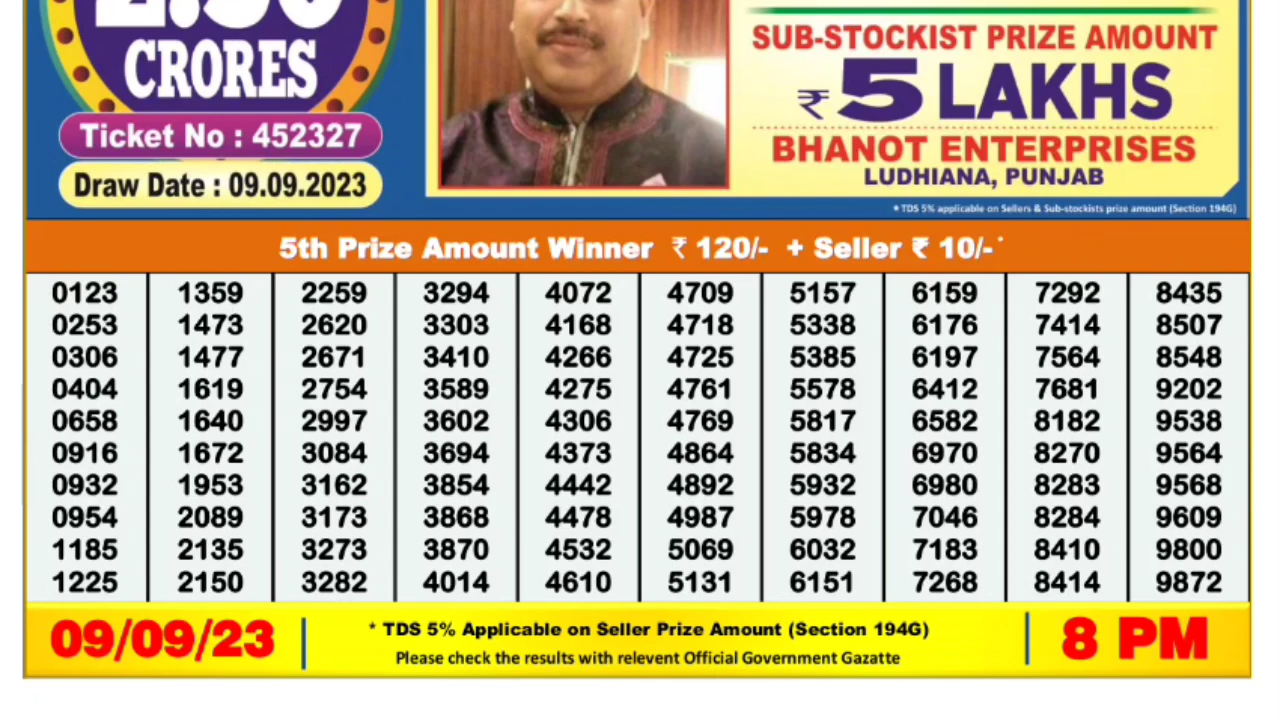 CRORES
Ticket No : 452327
Draw Date : 09.09.2023
SUB-STOCKIST PRIZE AMOUNT
₹ 5 LAKHS
BHANOT ENTERPRISES
LUDHIANA, PUNJAB
* TDS 5% applicable on Sellers & Sub-stockists prize amount (Section 194G)
5th Prize Amount Winner ₹ 120/- + Seller ₹ 10/-*
0123 1359 2259 3294 4072 4709 5157 6159 7292 8435
0253 1473 2620 3303 4168 4718 5338 6176 7414 8507
0306 1477 2671 3410 4266 4725 5385 6197 7564 8548
0404 1619 2754 3589 4275 4761 5578 6412 7681 9202
0658 1640 2997 3602 4306 4769 5817 6582 8182 9538
0916 1672 3084 3694 4373 4864 5834 6970 8270 9564
0932 1953 3162 3854 4442 4892 5932 6980 8283 9568
0954 2089 3173 3868 4478 4987 5978 7046 8284 9609
1185 2135 3273 3870 4532 5069 6032 7183 8410 9800
1225 2150 3282 4014 4610 5131 6151 7268 8414 9872
09/09/23
* TDS 5% Applicable on Seller Prize Amount (Section 194G)
Please check the results with relevent Official Government Gazatte
8 PM